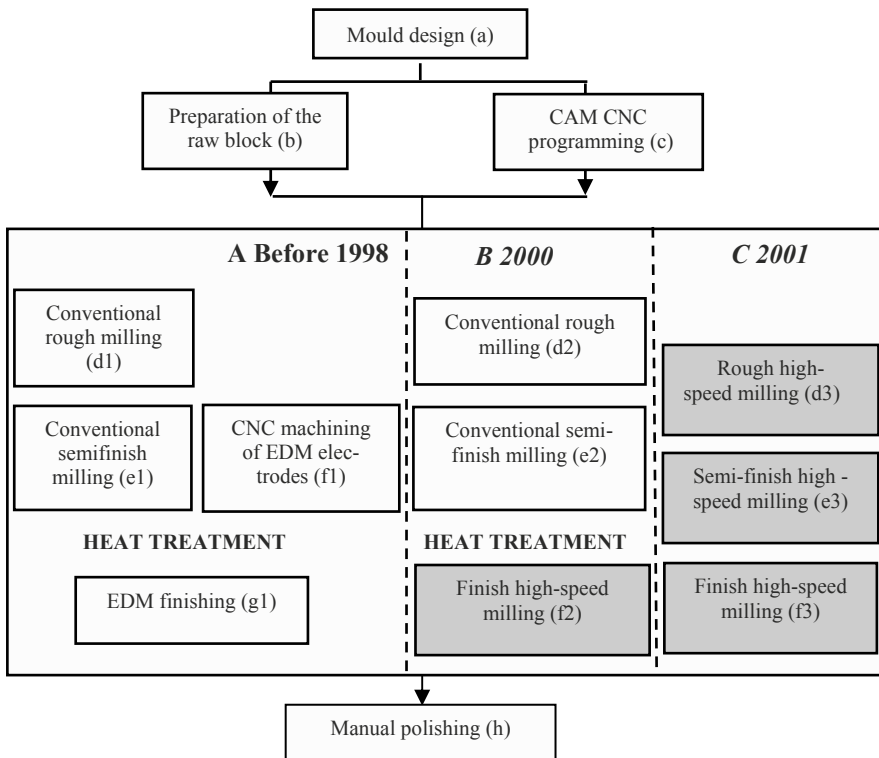 Mould design (a)
Preparation of the
raw block (b)
CAM CNC
programming (c)
A Before 1998
B 2000
C 2001
Conventional
rough milling
(d1)
Conventional
semifinish
milling (e1)
CNC machining
of EDM elec-
trodes (f1)
HEAT TREATMENT
EDM finishing (g1)
Conventional rough
milling (d2)
Conventional semi-
finish milling (e2)
HEAT TREATMENT
Finish high-speed
milling (f2)
Rough high-
speed milling (d3)
Semi-finish high -
speed milling (e3)
Finish high-speed
milling (f3)
Manual polishing (h)